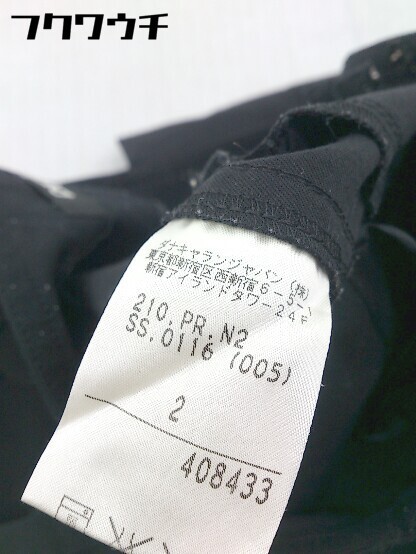 フクワウチ
ダナキャランジャパン(株)
東京都新宿区西新宿6-5-1
新宿アイランドタワー24F
210.PR.N2
SS.0116 (005)
2
408433